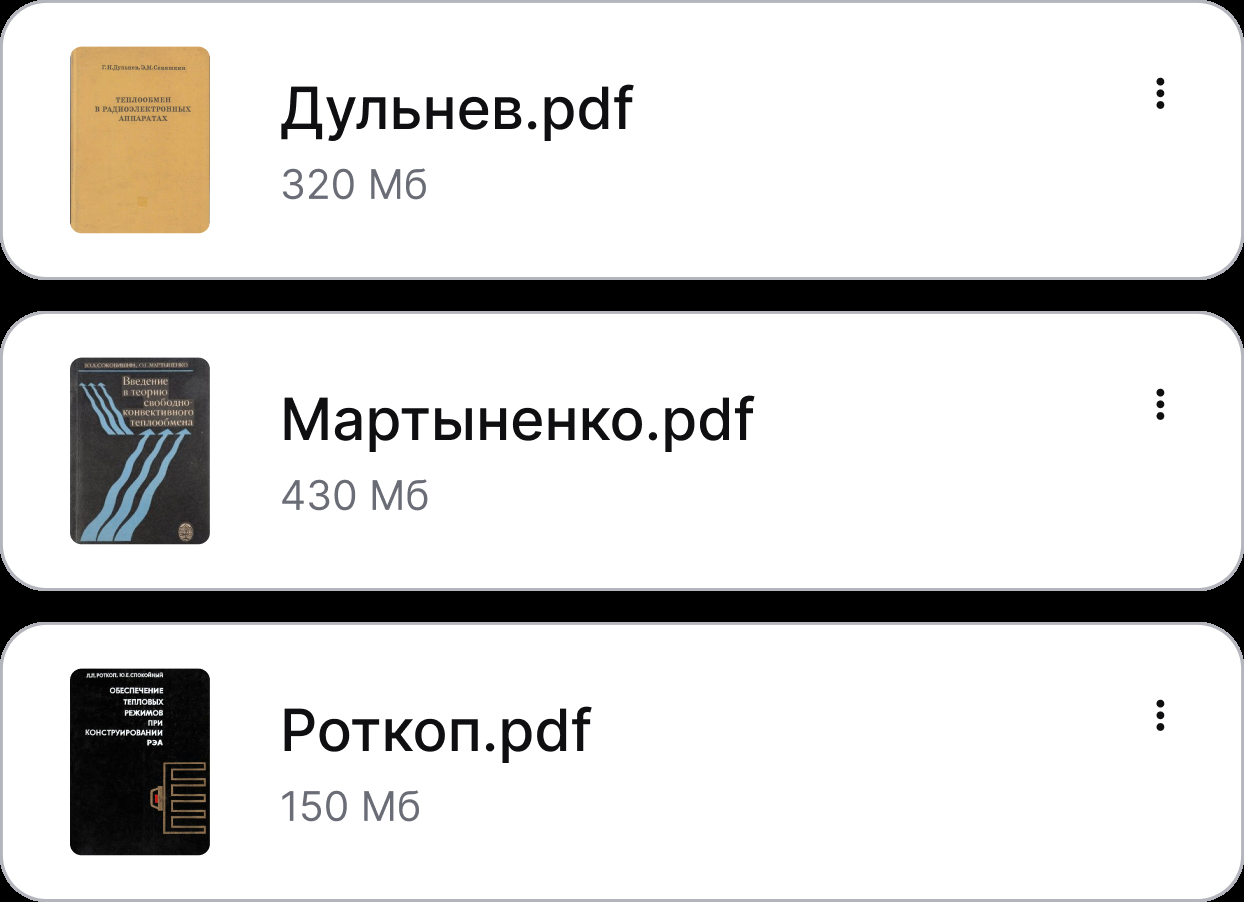 Г.Н.Дульнев, Э.М.Семяшкин
ТЕПЛООБМЕН
В РАДИОЭЛЕКТРОННЫХ
АППАРАТАХ
Дульнев.pdf
320 Мб
Ю.А.СОКОВИШИН, О.Г.МАРТЫНЕНКО
Введение
в теорию
свободно-
конвективного
теплообмена
Мартыненко.pdf
430 Мб
Л.Л.РОТКОП, Ю.Е.СПОКОЙНЫЙ
ОБЕСПЕЧЕНИЕ
ТЕПЛОВЫХ
РЕЖИМОВ
ПРИ
КОНСТРУИРОВАНИИ
РЭА
Роткоп.pdf
150 Мб